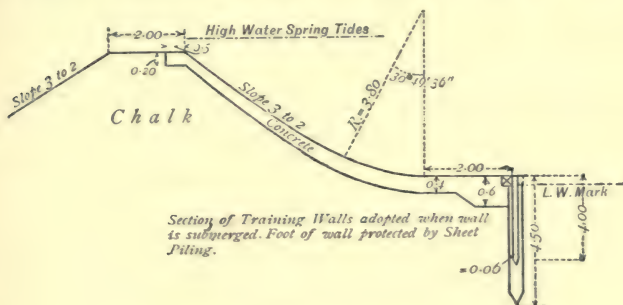 2.00
High Water Spring Tides
0.5
0.20
Slope 3 to 2
Chalk
Slope 3 to 2
Concrete
R=3.80
30° 49' 36"
2.00
0.4
0.6
L.W. Mark
4.50
4.00
=0.06
Section of Training Walls adopted when wall
is submerged. Foot of wall protected by Sheet
Piling.